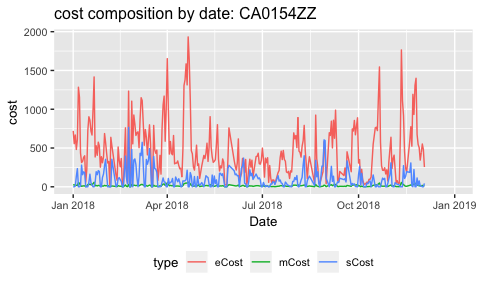 cost composition by date: CA0154ZZ
2000
1500
1000
500
0
cost
Jan 2018 Apr 2018 Jul 2018 Oct 2018 Jan 2019
Date
type eCost mCost sCost